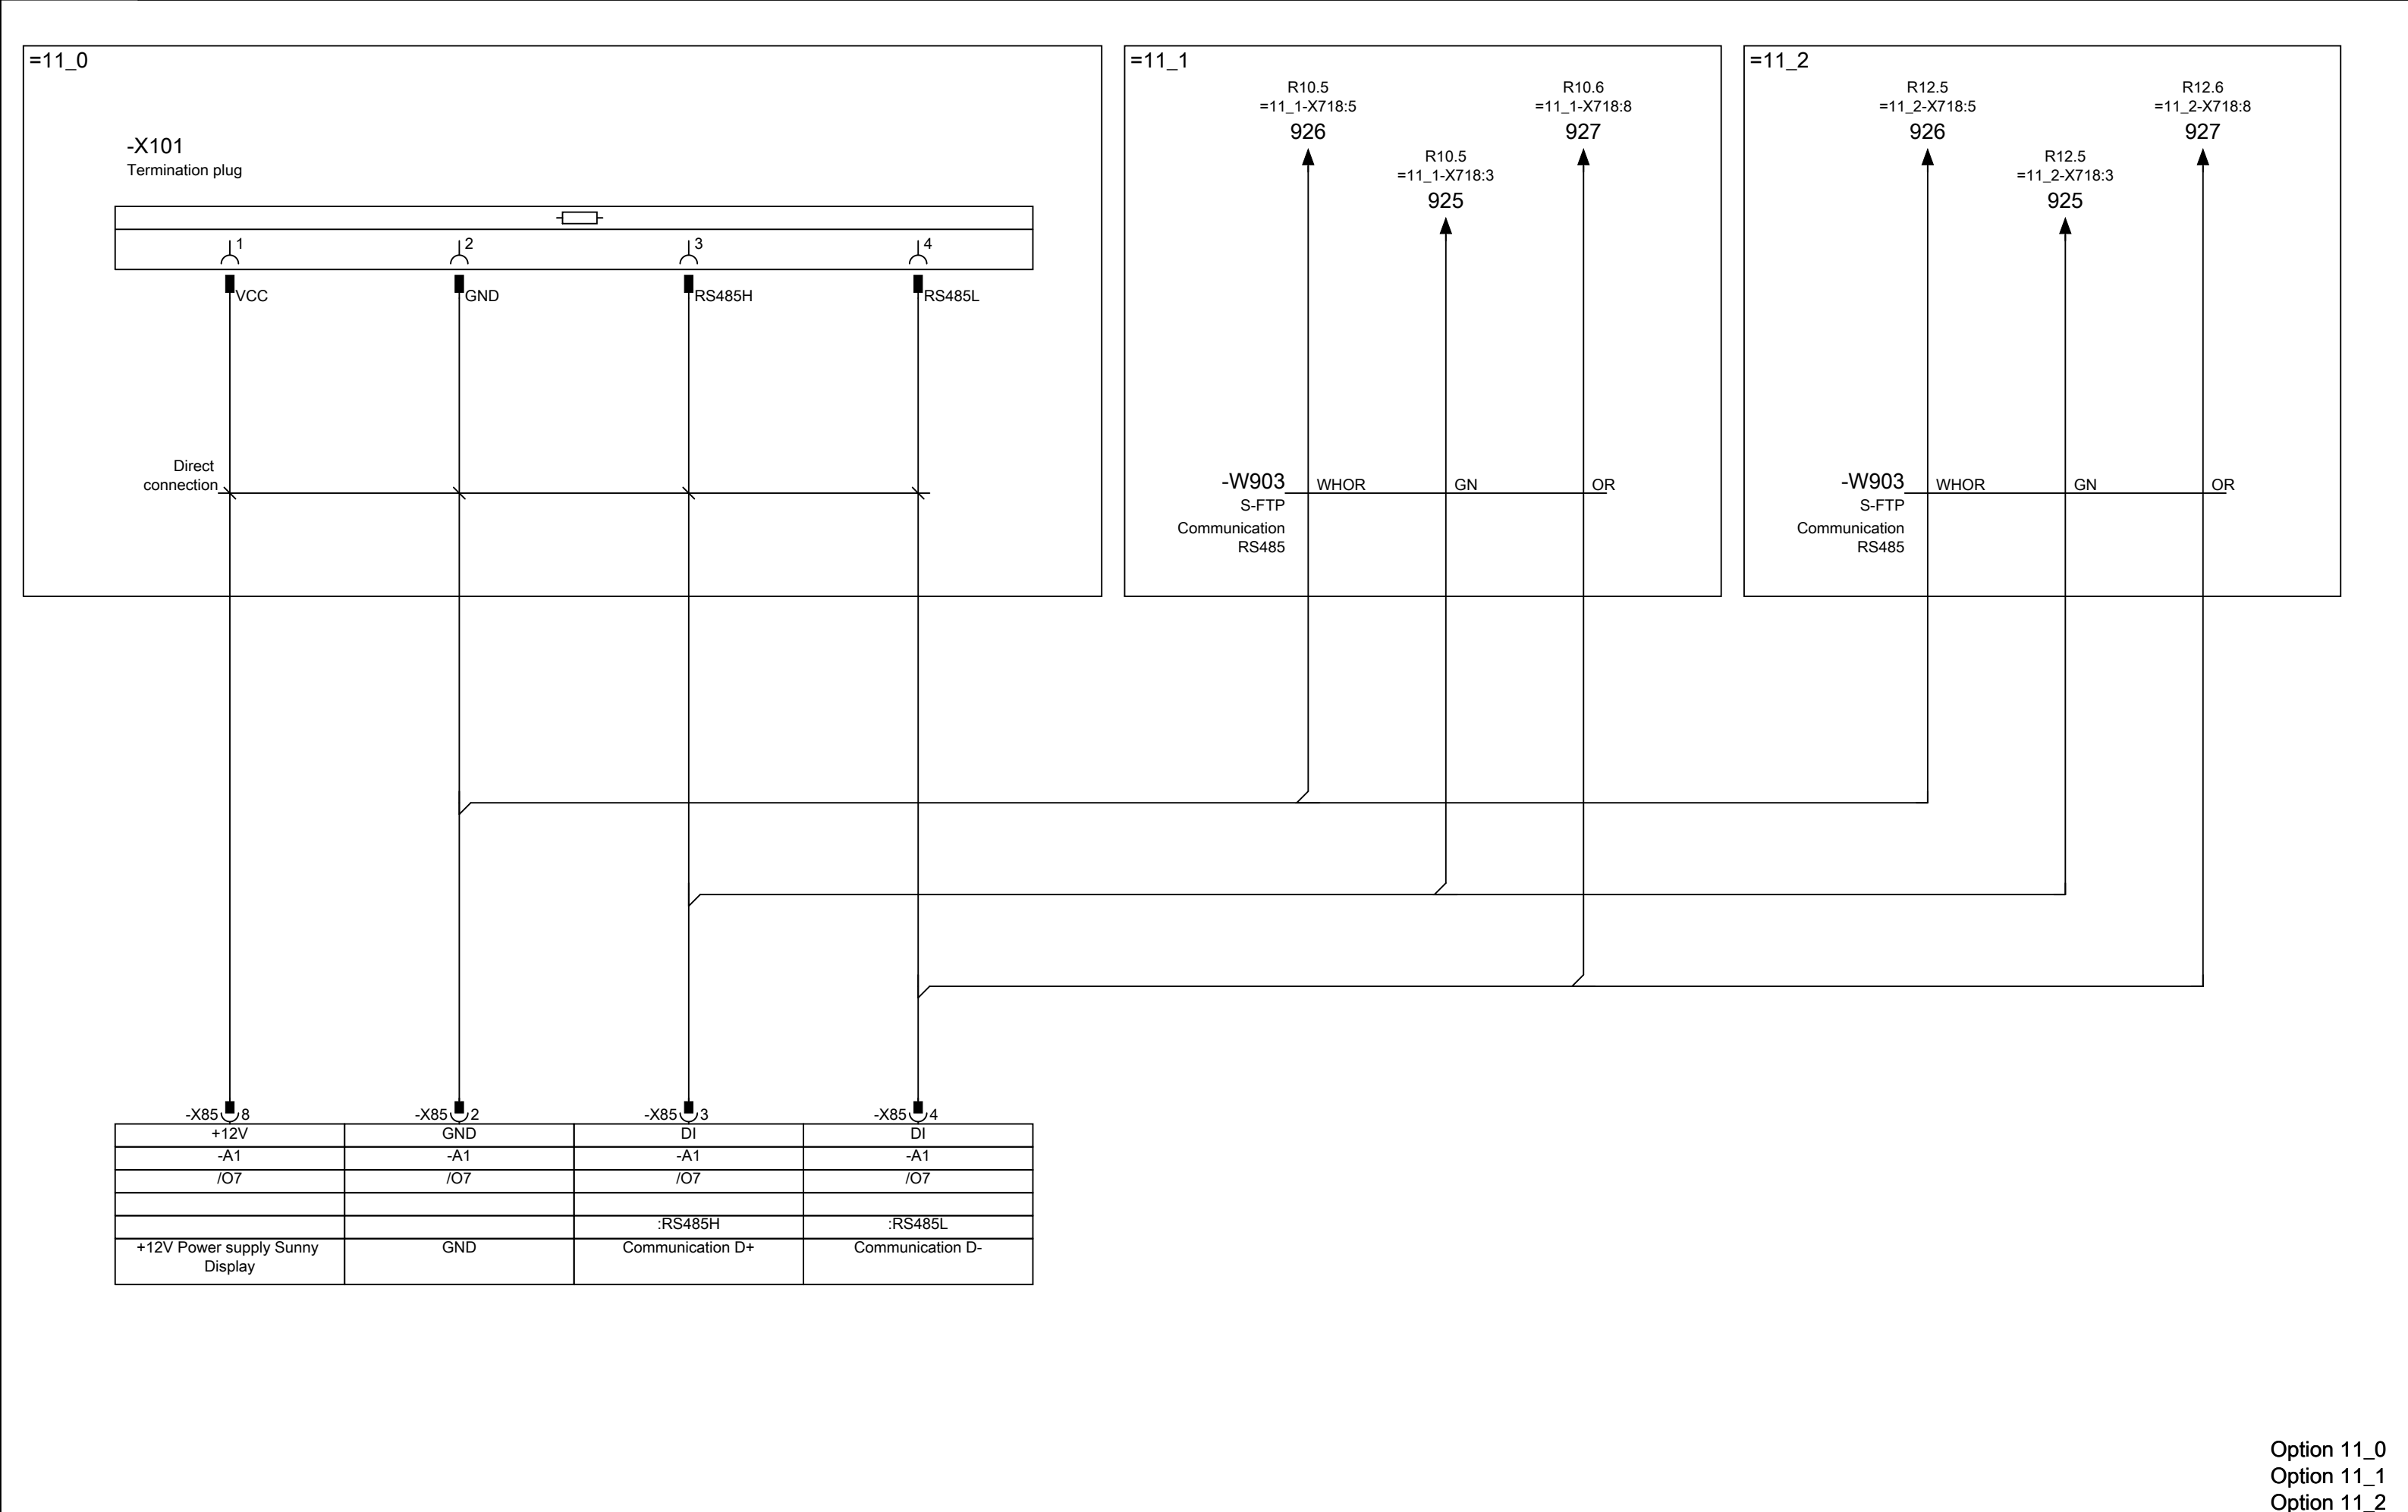 =11_0
-X101
Termination plug
1
2
3
4
VCC
GND
RS485H
RS485L
Direct
connection
=11_1
R10.5
=11_1-X718:5
926
R10.5
=11_1-X718:3
925
R10.6
=11_1-X718:8
927
-W903
S-FTP
Communication
RS485
WHOR
GN
OR
=11_2
R12.5
=11_2-X718:5
926
R12.5
=11_2-X718:3
925
R12.6
=11_2-X718:8
927
-W903
S-FTP
Communication
RS485
WHOR
GN
OR
-X85 8
-X85 2
-X85 3
-X85 4
+12V
GND
DI
DI
-A1
-A1
-A1
-A1
/O7
/O7
/O7
/O7
:RS485H
:RS485L
+12V Power supply Sunny
Display
GND
Communication D+
Communication D-
Option 11_0
Option 11_1
Option 11_2